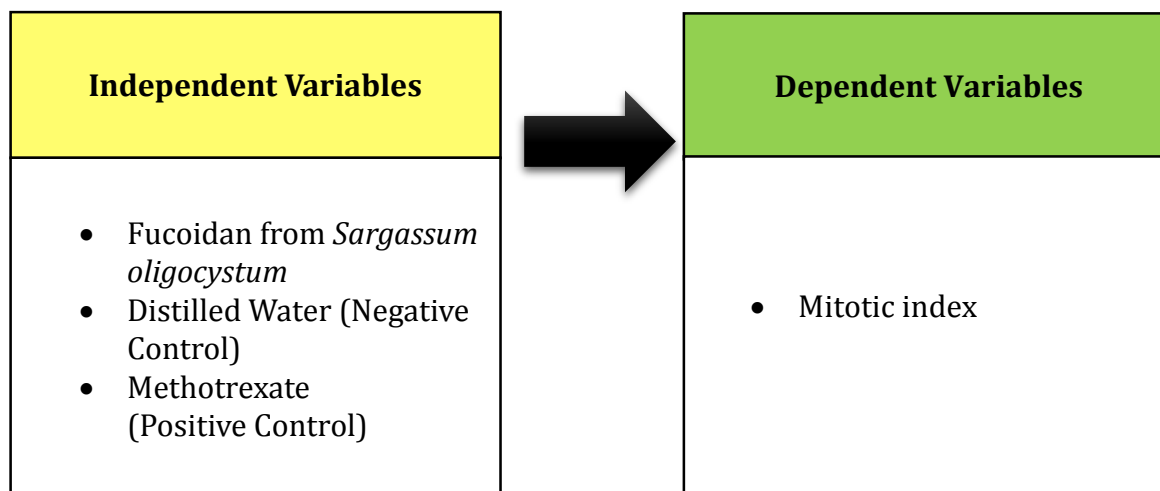 Independent Variables
• Fucoidan from Sargassum
oligocystum
• Distilled Water (Negative
Control)
• Methotrexate
(Positive Control)
Dependent Variables
• Mitotic index